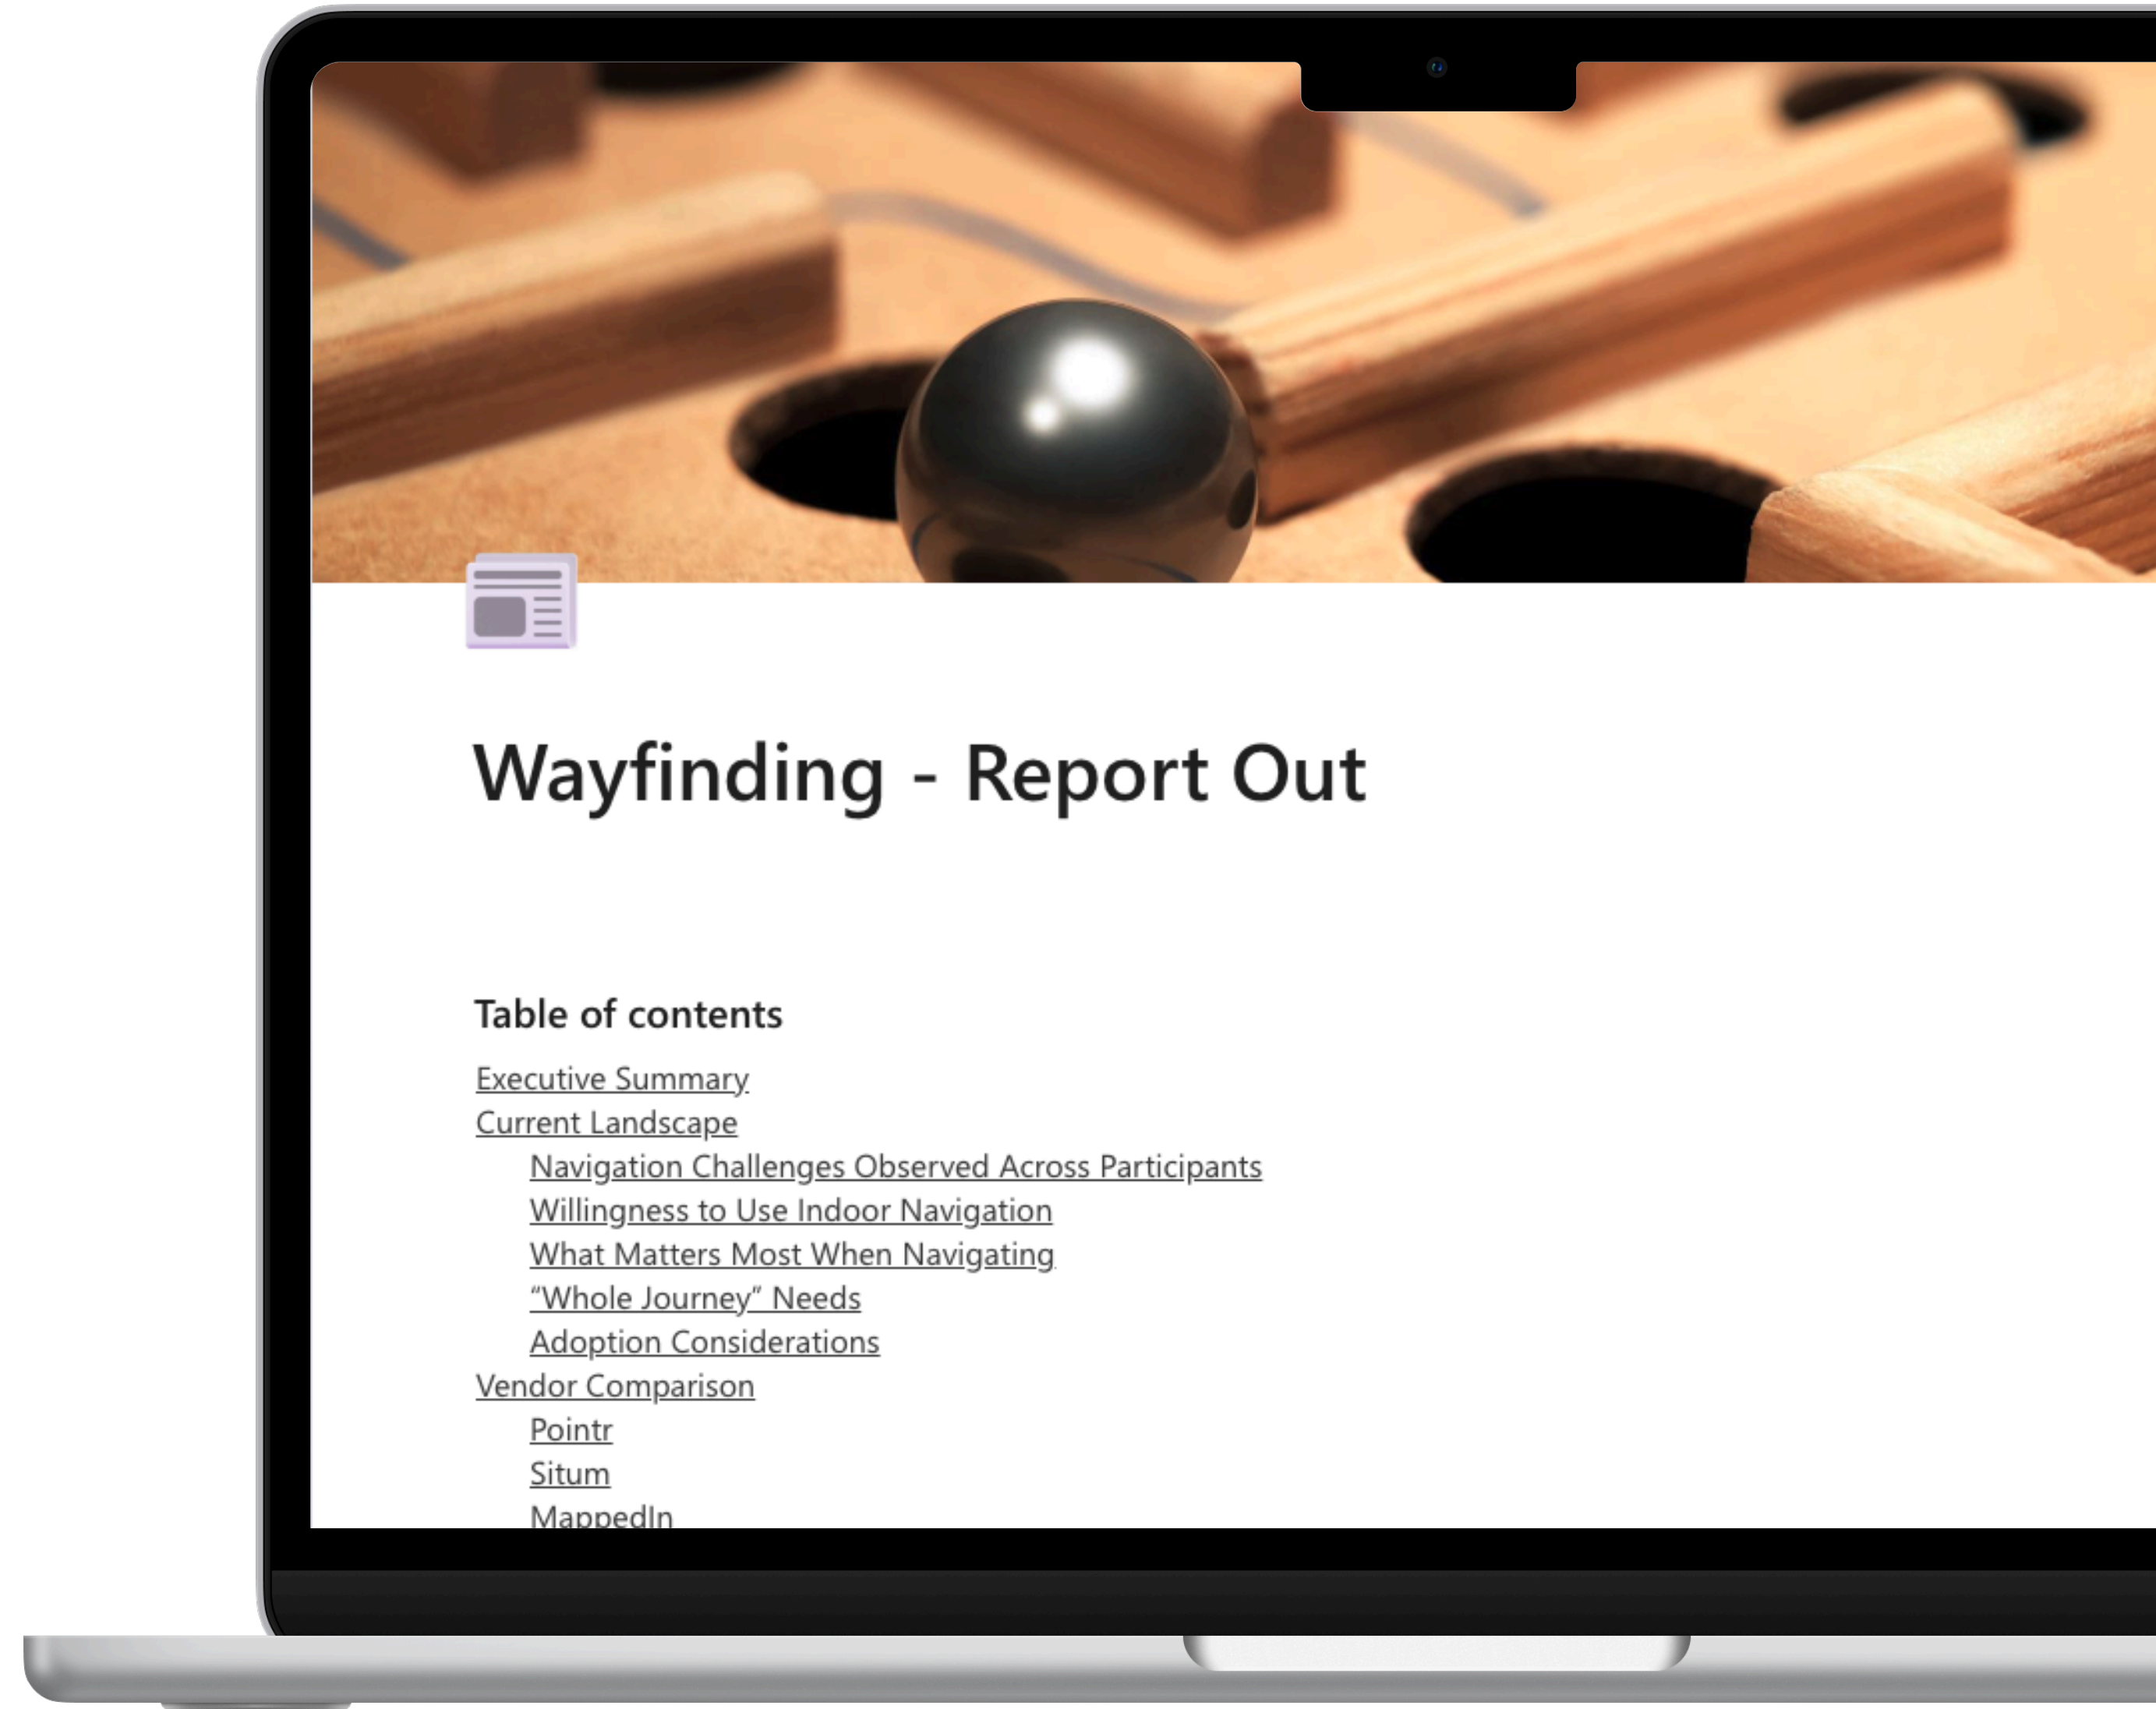 Wayfinding - Report Out
Table of contents
Executive Summary
Current Landscape
Navigation Challenges Observed Across Participants
Willingness to Use Indoor Navigation
What Matters Most When Navigating
“Whole Journey” Needs
Adoption Considerations
Vendor Comparison
Pointr
Situm
MappedIn